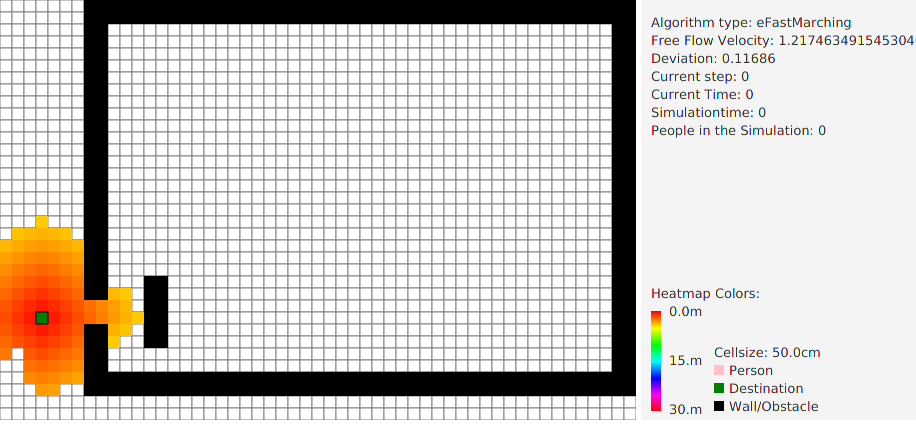 Algorithm type: eFastMarching
Free Flow Velocity: 1.217463491545304
Deviation: 0.11686
Current step: 0
Current Time: 0
Simulationtime: 0
People in the Simulation: 0
Heatmap Colors:
0.0m
15.m
30.m
Cellsize: 50.0cm
Person
Destination
Wall/Obstacle